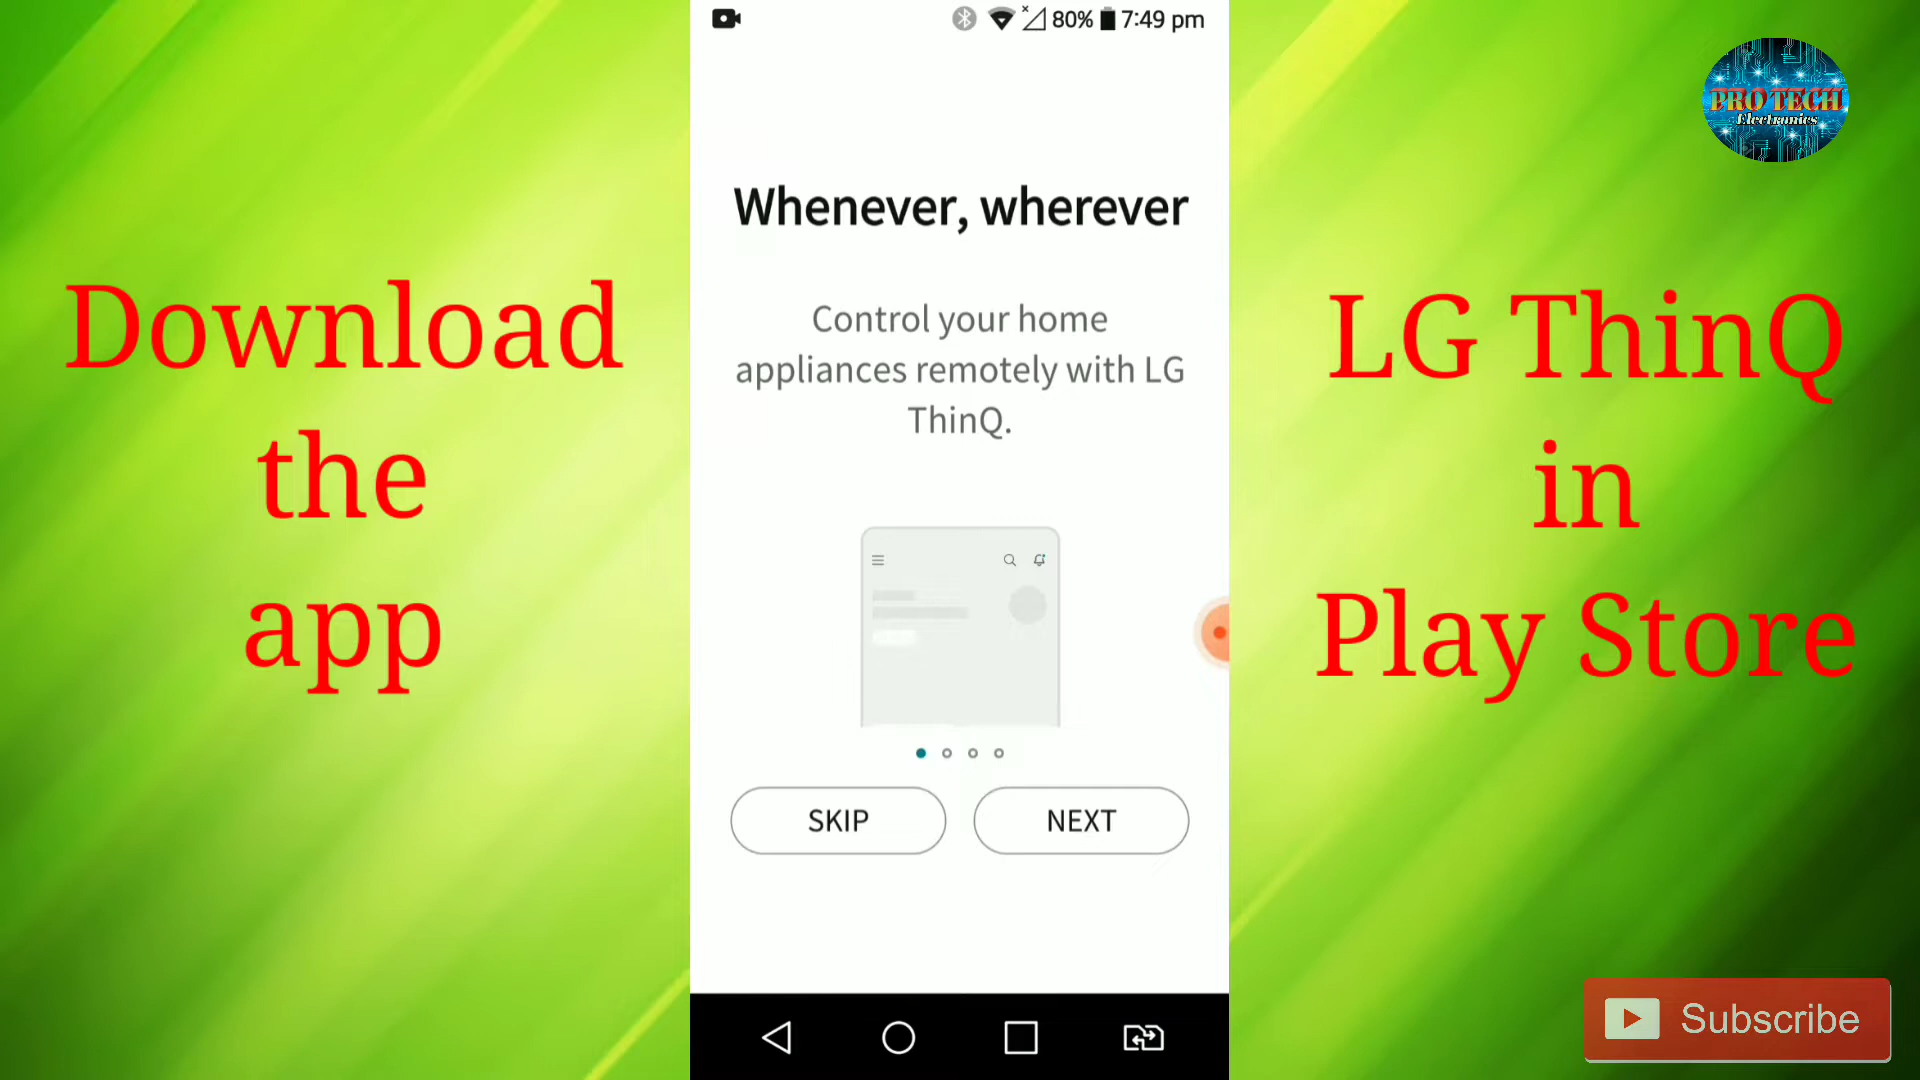 80% 7:49 pm
PRO TECH
Electronics
Whenever, wherever
Control your home
appliances remotely with LG
ThinQ.
Download
the
app
LG ThinQ
in
Play Store
SKIP
NEXT
Subscribe